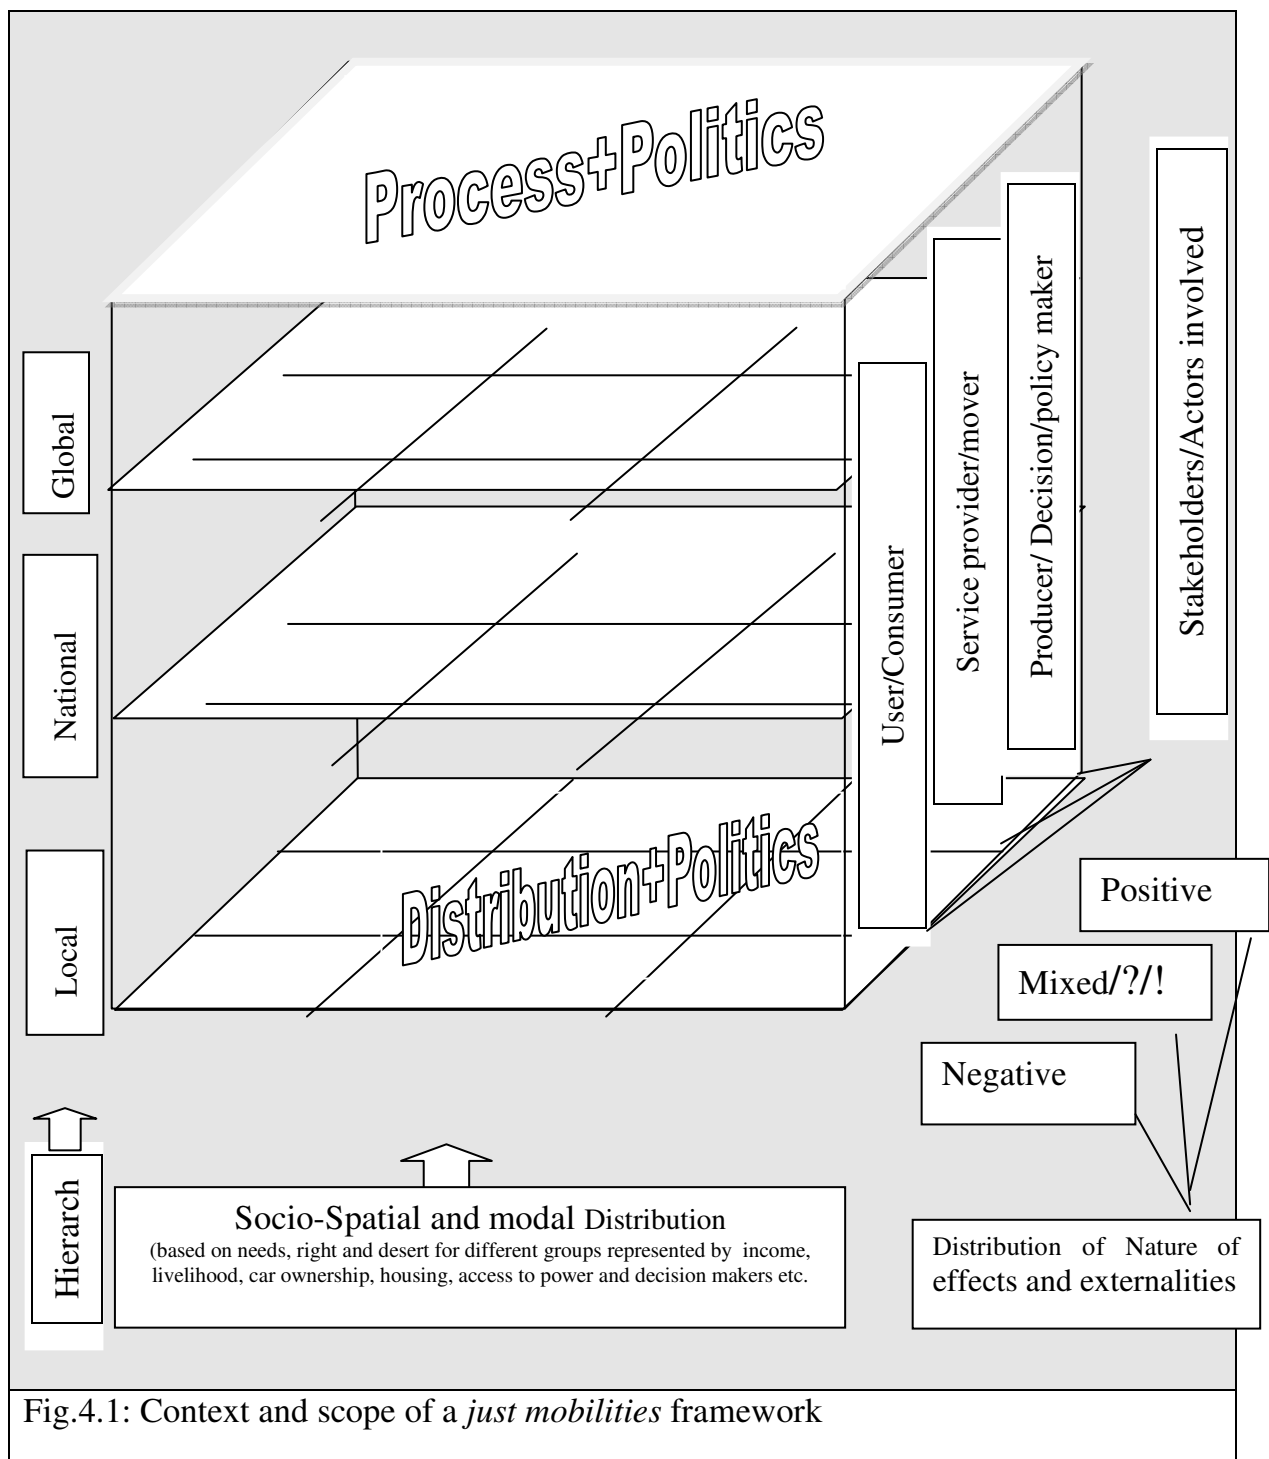 Process+Politics
Global
National
Local
Hierarch
User/Consumer
Service provider/mover
Producer/ Decision/policy maker
Stakeholders/Actors involved
Distribution+Politics
Positive
Mixed/?/!
Negative
Socio-Spatial and modal Distribution
(based on needs, right and desert for different groups represented by income,
livelihood, car ownership, housing, access to power and decision makers etc.
Distribution of Nature of
effects and externalities
Fig.4.1: Context and scope of a just mobilities framework